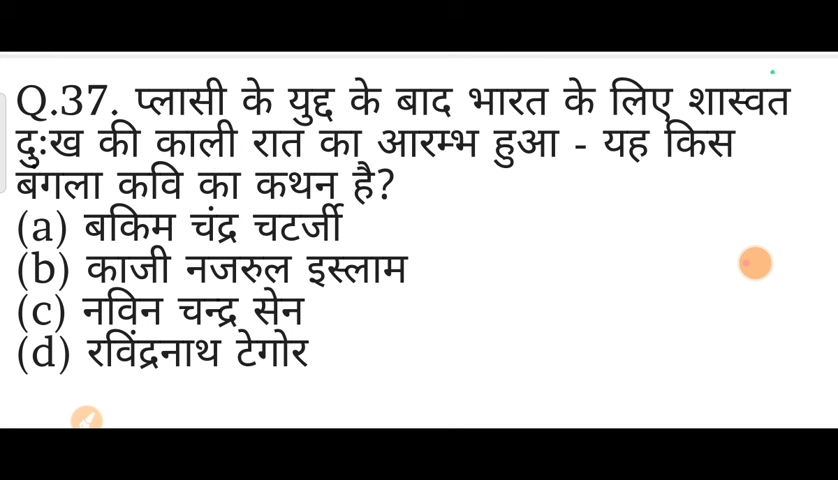 Q.37. प्लासी के युद्द के बाद भारत के लिए शास्वत
दुःख की काली रात का आरम्भ हुआ - यह किस
बंगला कवि का कथन है?
(a) बकिम चंद्र चटर्जी
(b) काजी नजरुल इस्लाम
(c) नविन चन्द्र सेन
(d) रविंद्रनाथ टेगोर